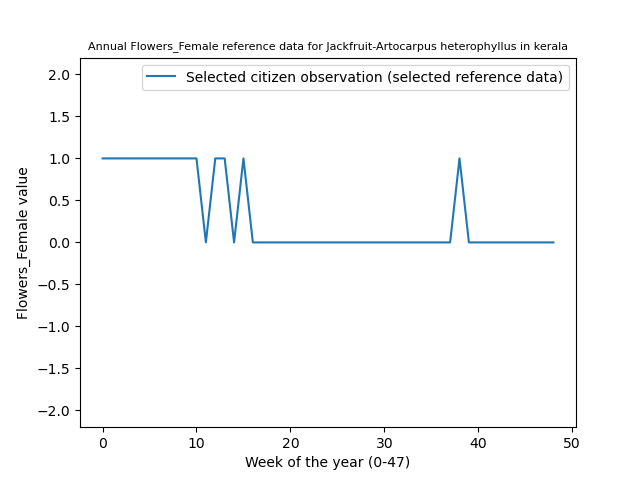 Annual Flowers_Female reference data for Jackfruit-Artocarpus heterophyllus in kerala
Selected citizen observation (selected reference data)
2.0
1.5
1.0
0.5
0.0
−0.5
−1.0
−1.5
−2.0
Flowers_Female value
0 10 20 30 40 50
Week of the year (0-47)